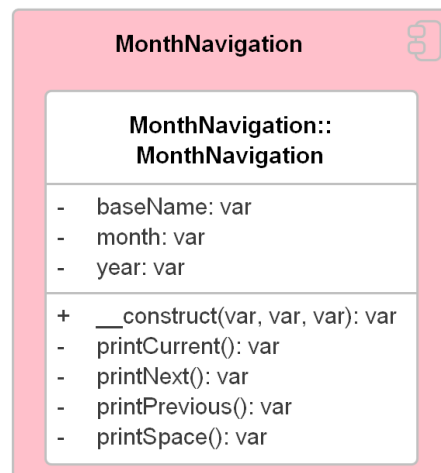 MonthNavigation
MonthNavigation::
MonthNavigation
- baseName: var
- month: var
- year: var
+ __construct(var, var, var): var
- printCurrent(): var
- printNext(): var
- printPrevious(): var
- printSpace(): var